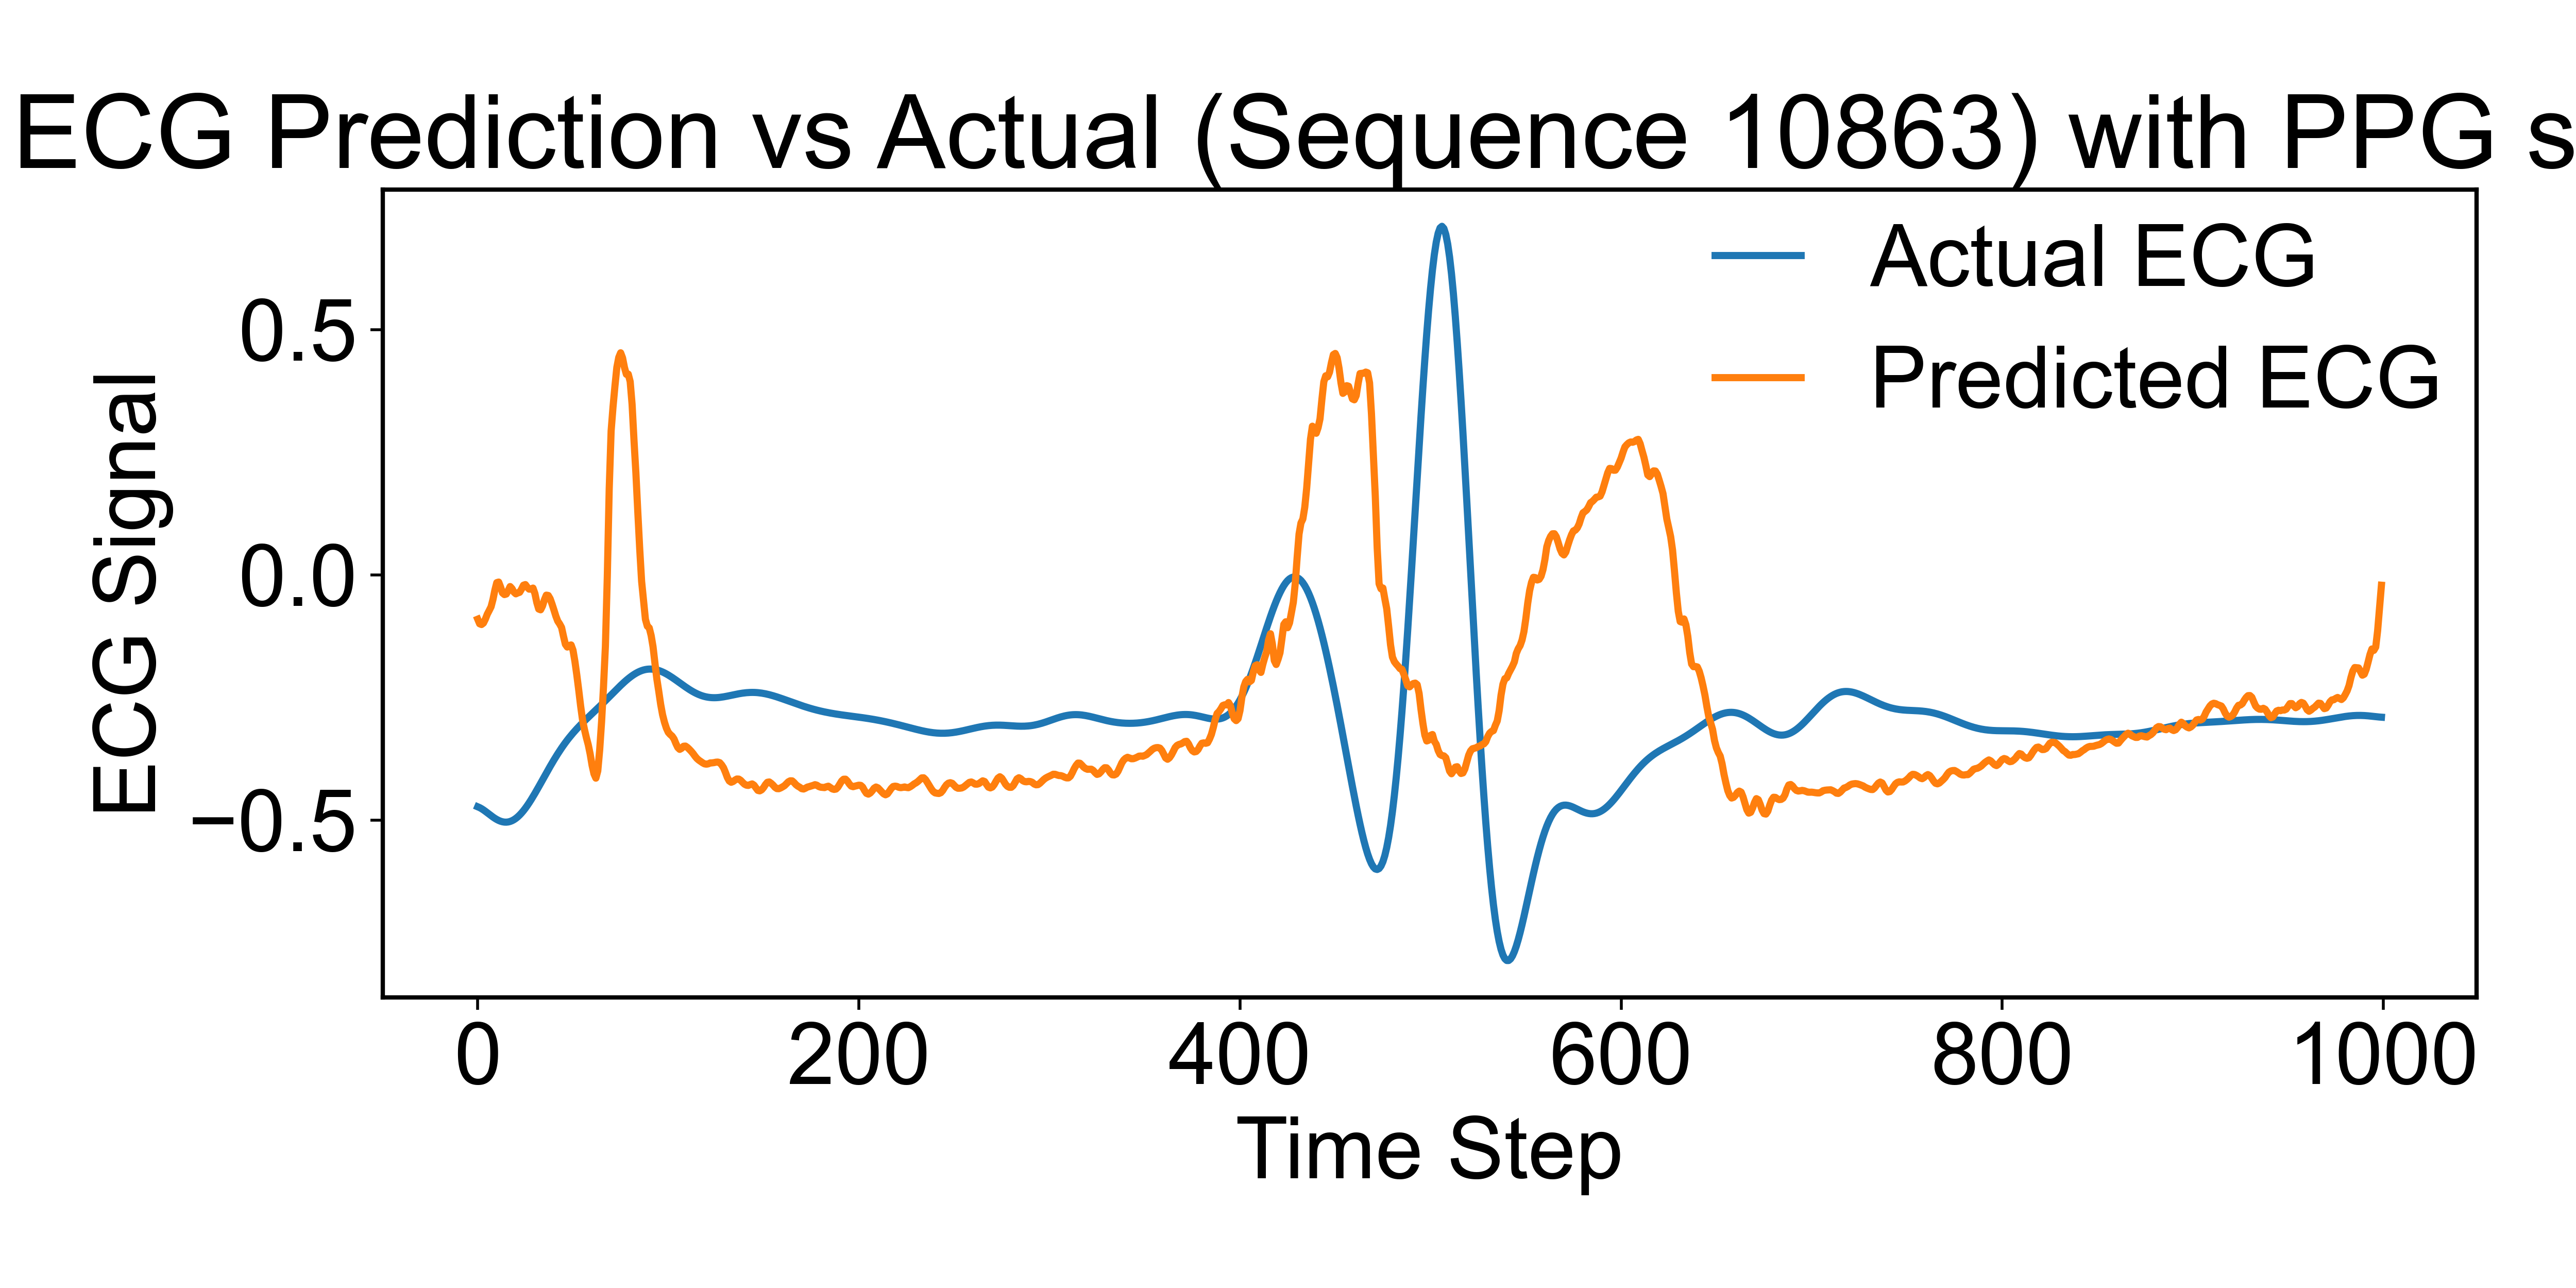 ECG Prediction vs Actual (Sequence 10863) with PPG s
Actual ECG
Predicted ECG
ECG Signal
0.5
0.0
−0.5
0 200 400 600 800 1000
Time Step